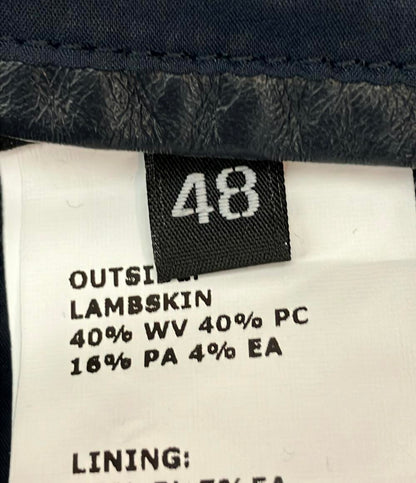 48
OUTSIDE:
LAMBSKIN
40% WV 40% PC
16% PA 4% EA
LINING: